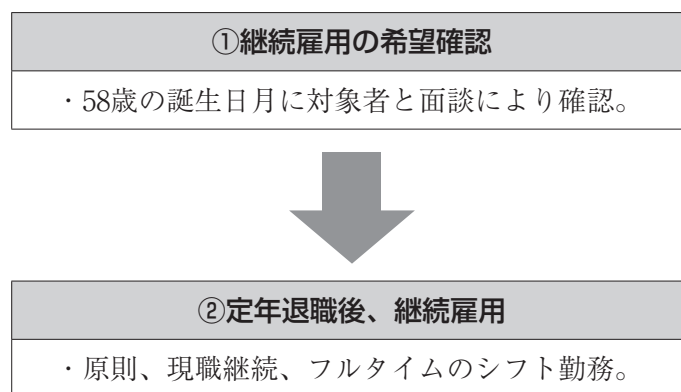 ①継続雇用の希望確認
・58歳の誕生日月に対象者と面談により確認。
②定年退職後、継続雇用
・原則、現職継続、フルタイムのシフト勤務。